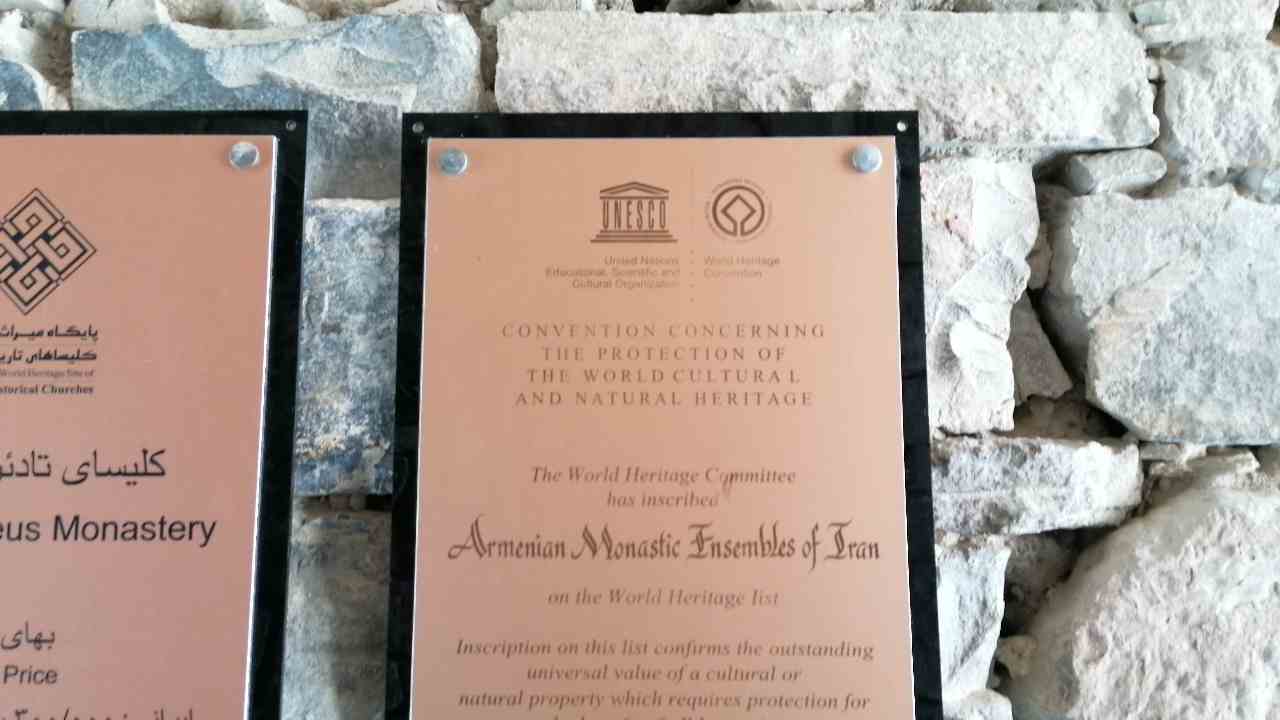 پایگاه میراث
کلیساهای تاری
World Heritage Site of
storical Churches
کلیسای تادئو
eus Monastery
بهای
Price
UNESCO
United Nations
Educational, Scientific and
Cultural Organization
World Heritage
Convention
CONVENTION CONCERNING
THE PROTECTION OF
THE WORLD CULTURAL
AND NATURAL HERITAGE
The World Heritage Committee
has inscribed
Armenian Monastic Ensembles of Iran
on the World Heritage list
Inscription on this list confirms the outstanding
universal value of a cultural or
natural property which requires protection for